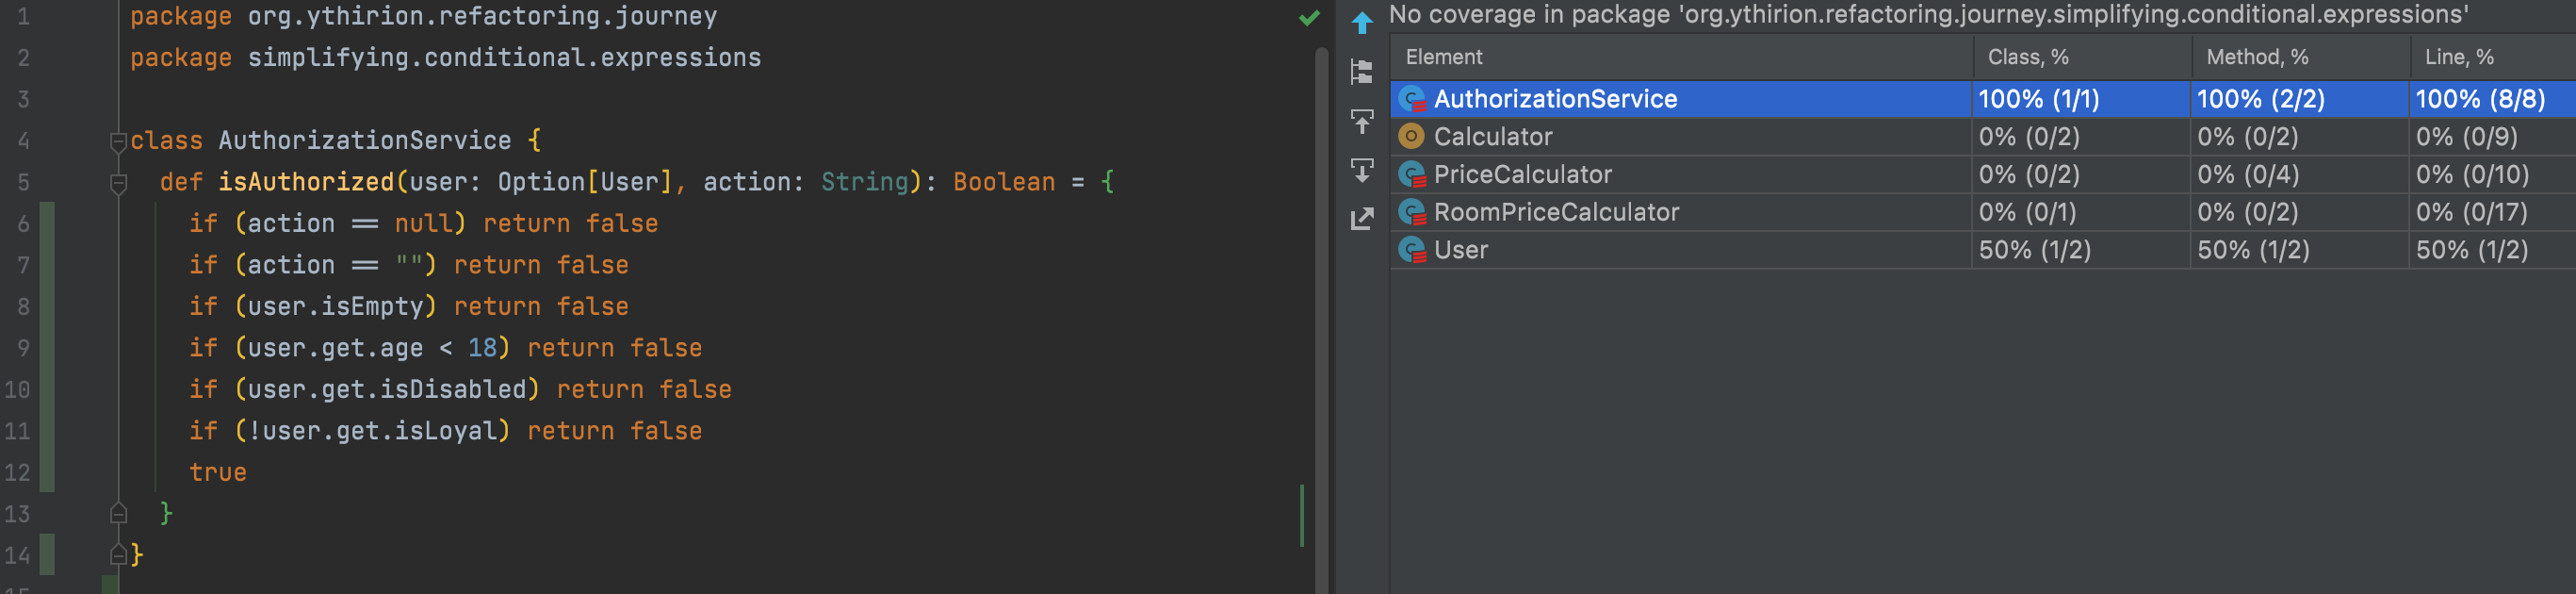 1 package org.ythirion.refactoring.journey
2 package simplifying.conditional.expressions
3
4 class AuthorizationService {
5 def isAuthorized(user: Option[User], action: String): Boolean = {
6 if (action == null) return false
7 if (action == "") return false
8 if (user.isEmpty) return false
9 if (user.get.age < 18) return false
10 if (user.get.isDisabled) return false
11 if (!user.get.isLoyal) return false
12 true
13 }
14 }
15
No coverage in package 'org.ythirion.refactoring.journey.simplifying.conditional.expressions'
Element Class, % Method, % Line, %
AuthorizationService 100% (1/1) 100% (2/2) 100% (8/8)
Calculator 0% (0/2) 0% (0/2) 0% (0/9)
PriceCalculator 0% (0/2) 0% (0/4) 0% (0/10)
RoomPriceCalculator 0% (0/1) 0% (0/2) 0% (0/17)
User 50% (1/2) 50% (1/2) 50% (1/2)